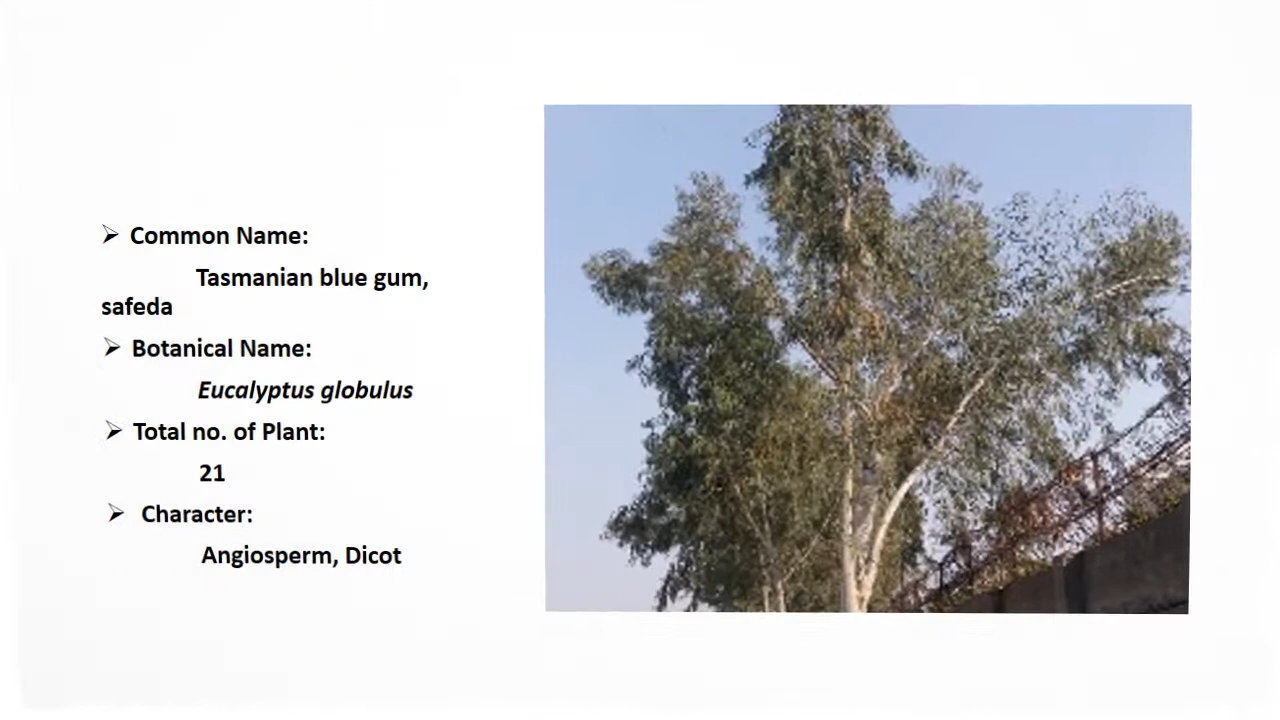 ➢ Common Name:
Tasmanian blue gum,
safeda
➢ Botanical Name:
Eucalyptus globulus
➢ Total no. of Plant:
21
➢ Character:
Angiosperm, Dicot